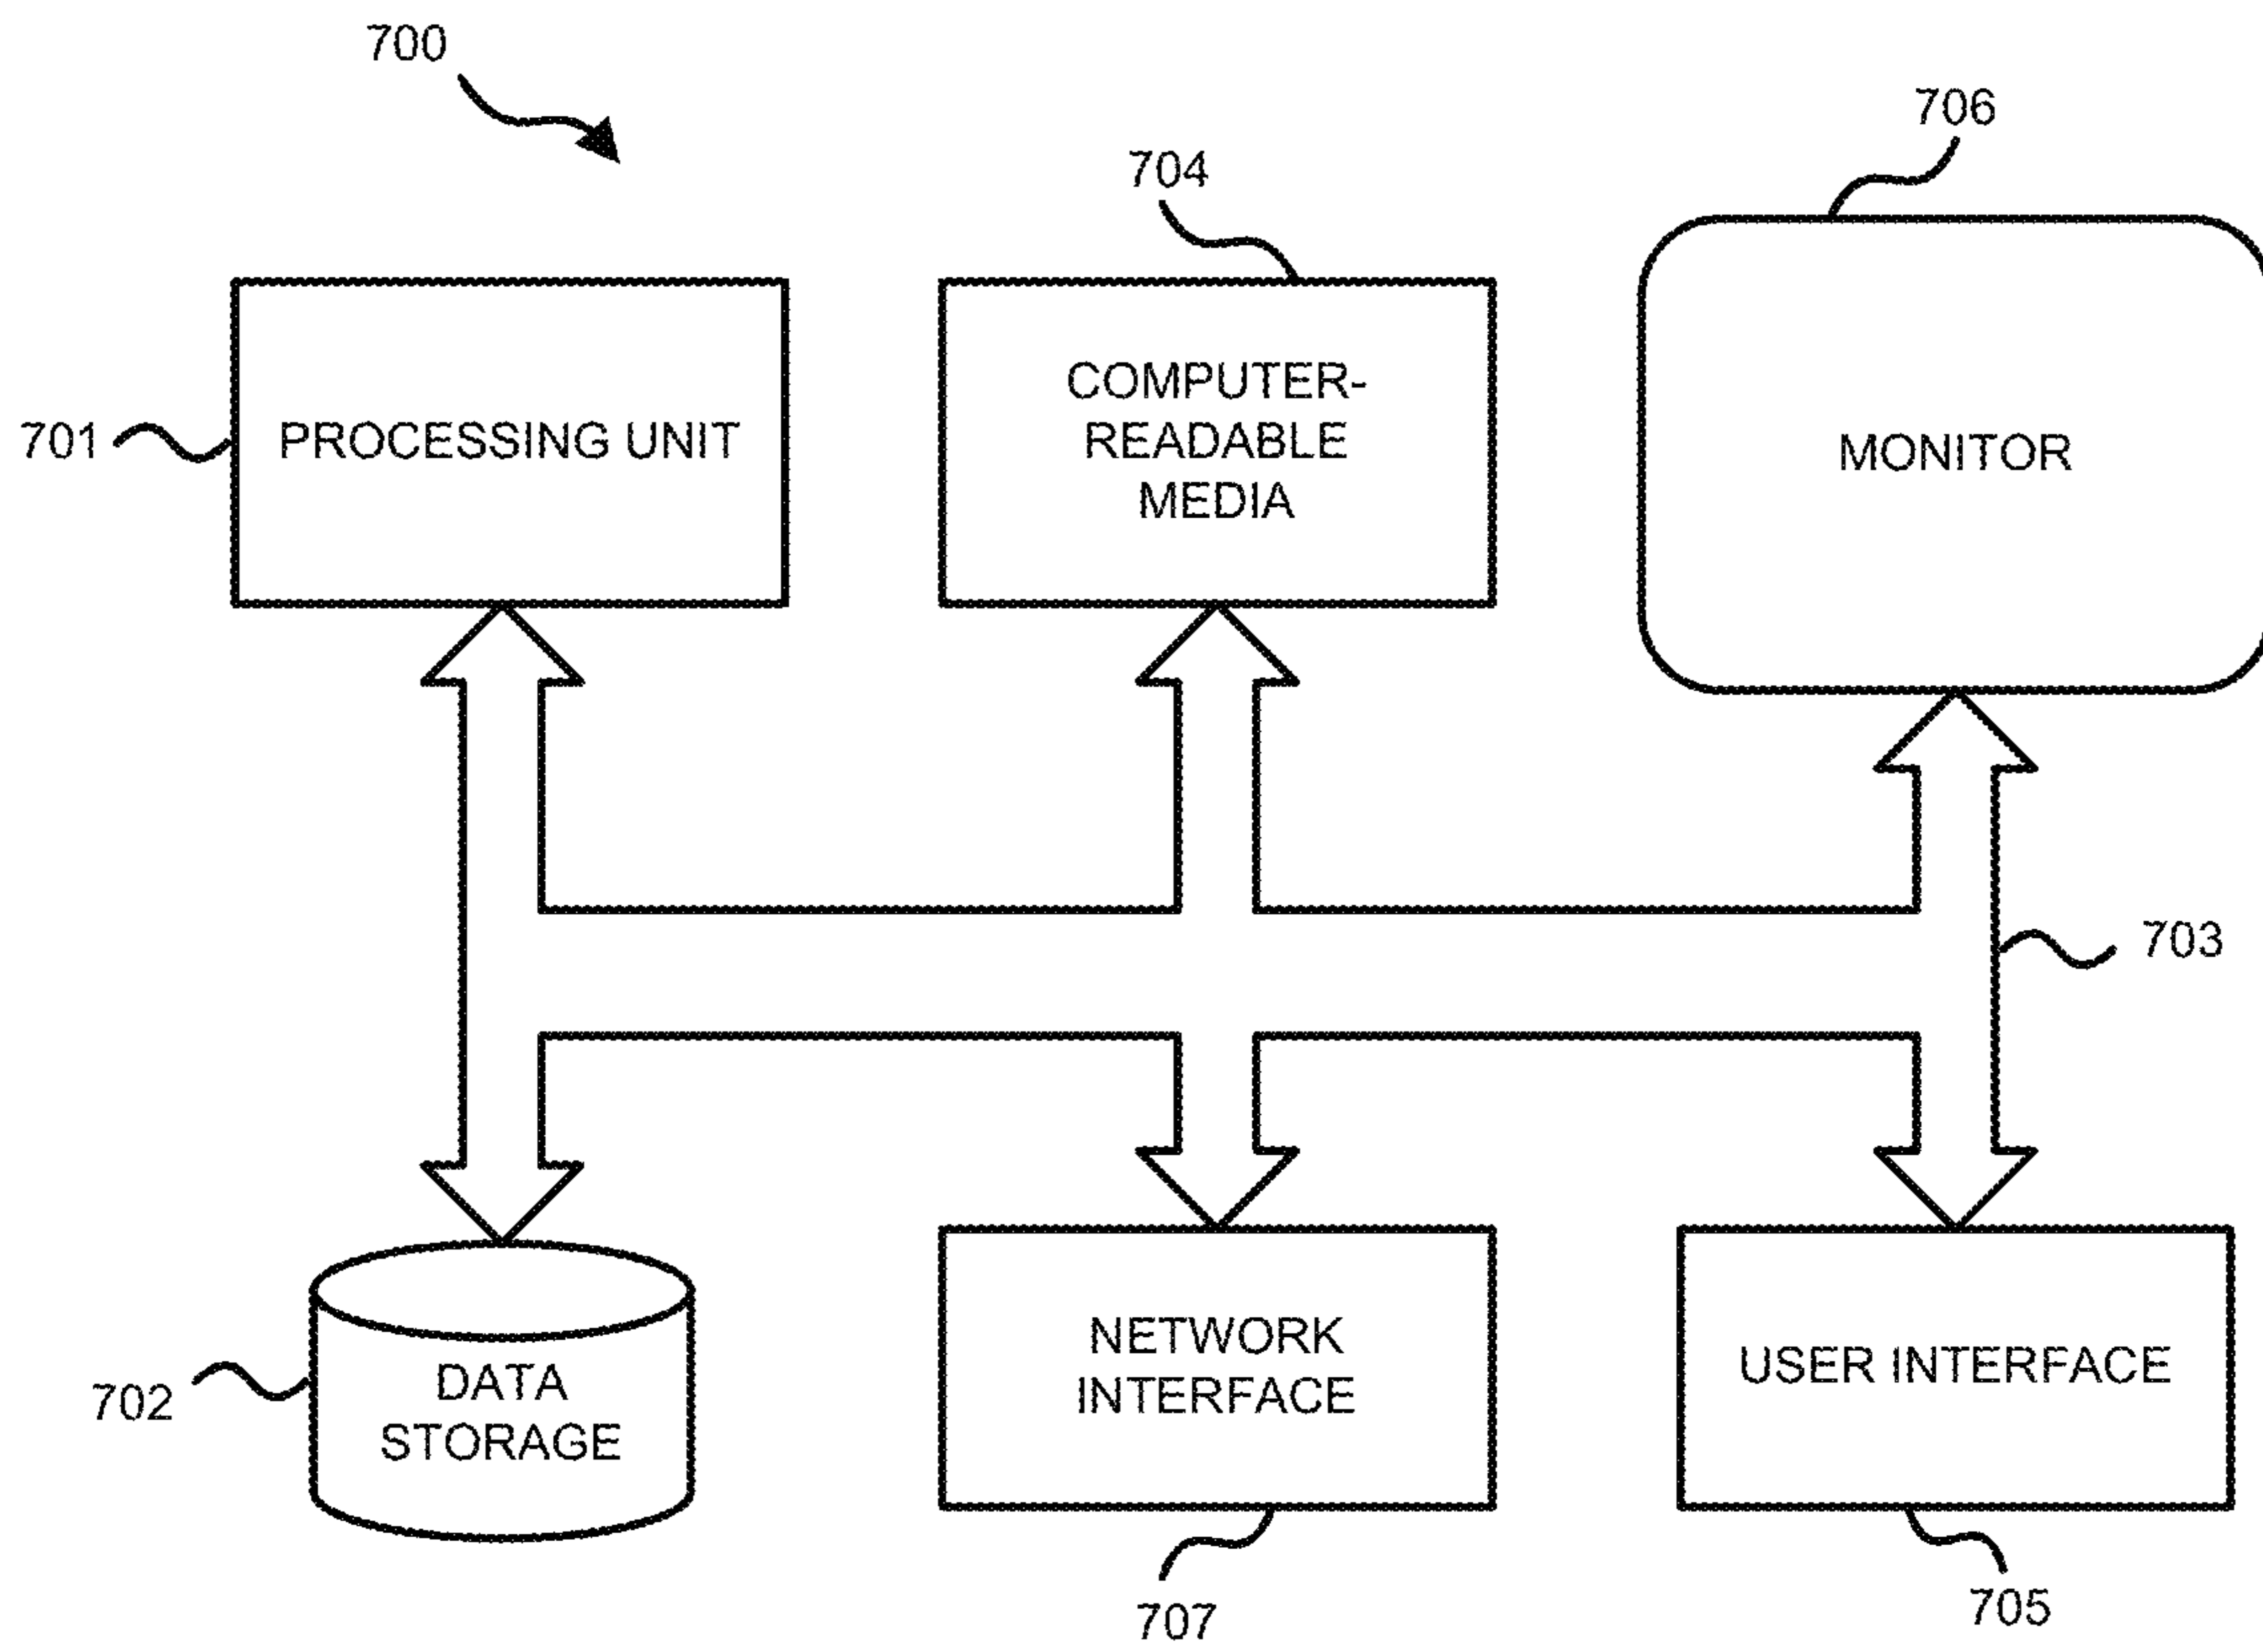 700
706
704
701
PROCESSING UNIT
COMPUTER-
READABLE
MEDIA
MONITOR
703
702
DATA
STORAGE
NETWORK
INTERFACE
USER INTERFACE
707
705